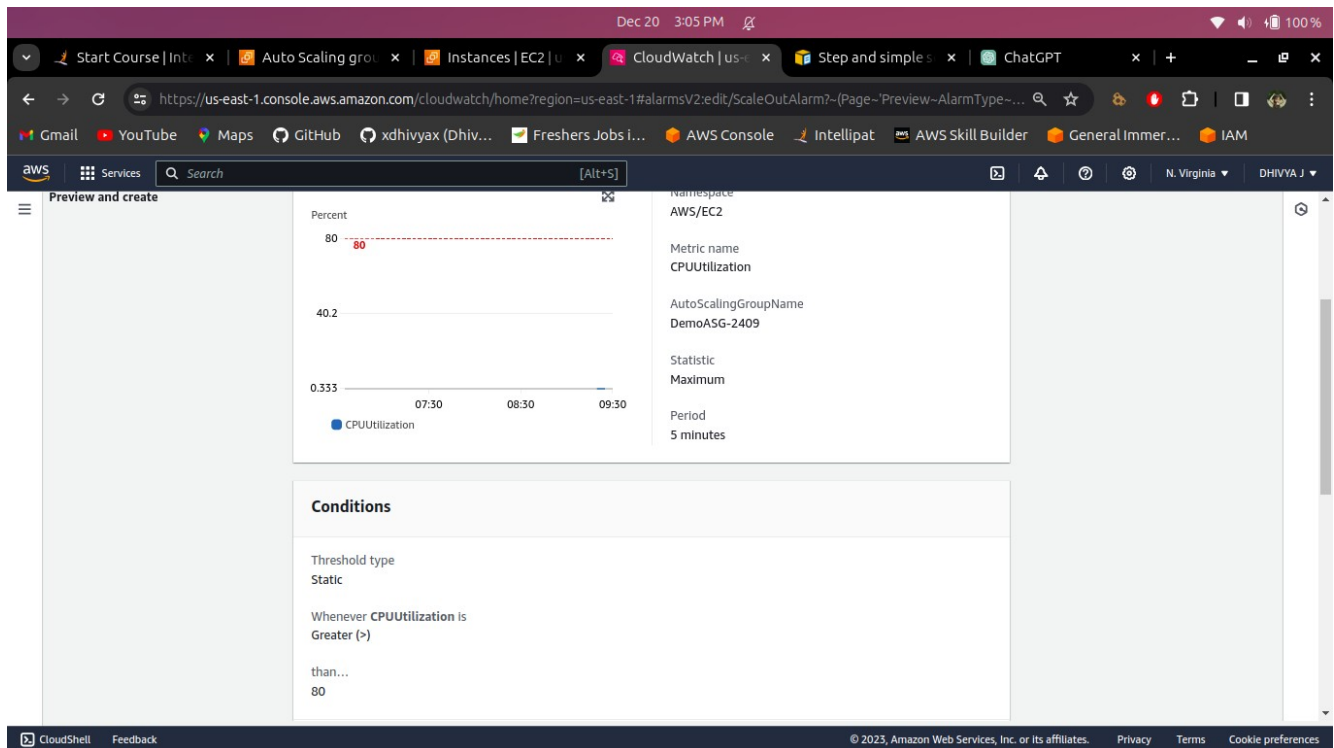 Dec 20 3:05 PM
100 %
Start Course | Inte
Auto Scaling grou
Instances | EC2 | u
CloudWatch | us-e
Step and simple s
ChatGPT
https://us-east-1.console.aws.amazon.com/cloudwatch/home?region=us-east-1#alarmsV2:edit/ScaleOutAlarm?~(Page~'Preview~AlarmType~...
Gmail
YouTube
Maps
GitHub
xdhivyax (Dhiv...
Freshers Jobs i...
AWS Console
Intellipat
AWS Skill Builder
General Immer...
IAM
aws
Services
Search
[Alt+S]
N. Virginia
DHIVYA J
Preview and create
Percent
80
80
40.2
0.333
07:30 08:30 09:30
CPUUtilization
Namespace
AWS/EC2
Metric name
CPUUtilization
AutoScalingGroupName
DemoASG-2409
Statistic
Maximum
Period
5 minutes
Conditions
Threshold type
Static
Whenever CPUUtilization is
Greater (>)
than...
80
CloudShell
Feedback
© 2023, Amazon Web Services, Inc. or its affiliates.
Privacy
Terms
Cookie preferences